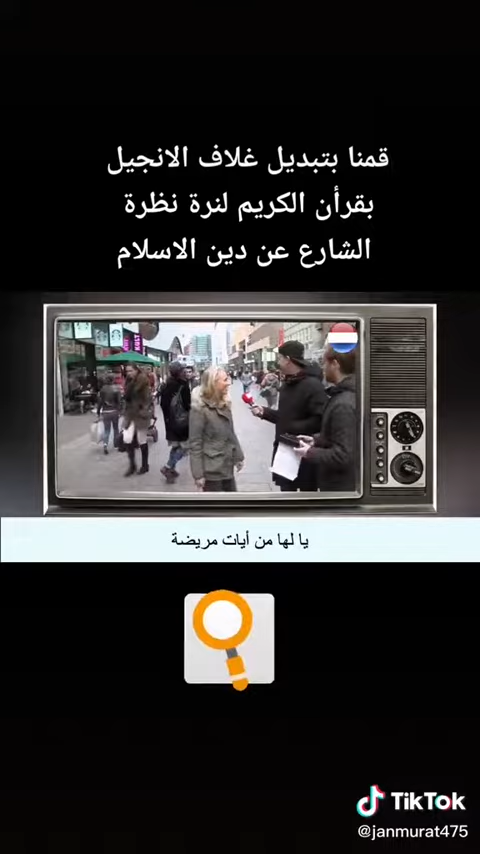 قمنا بتبديل غلاف الانجيل
بقرأن الكريم لنرة نظرة
الشارع عن دين الاسلام
يا لها من أيات مريضة
TikTok
@janmurat475